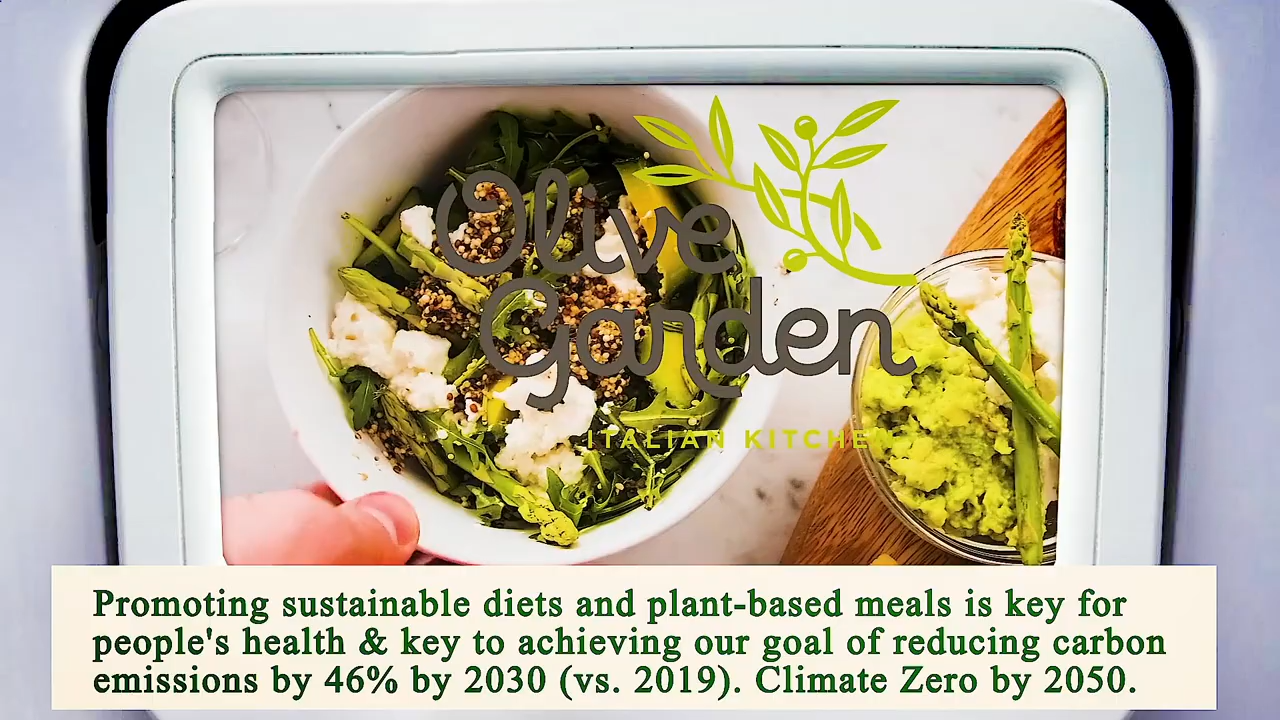 Olive
Garden
ITALIAN KITCHEN
Promoting sustainable diets and plant-based meals is key for
people's health & key to achieving our goal of reducing carbon
emissions by 46% by 2030 (vs. 2019). Climate Zero by 2050.